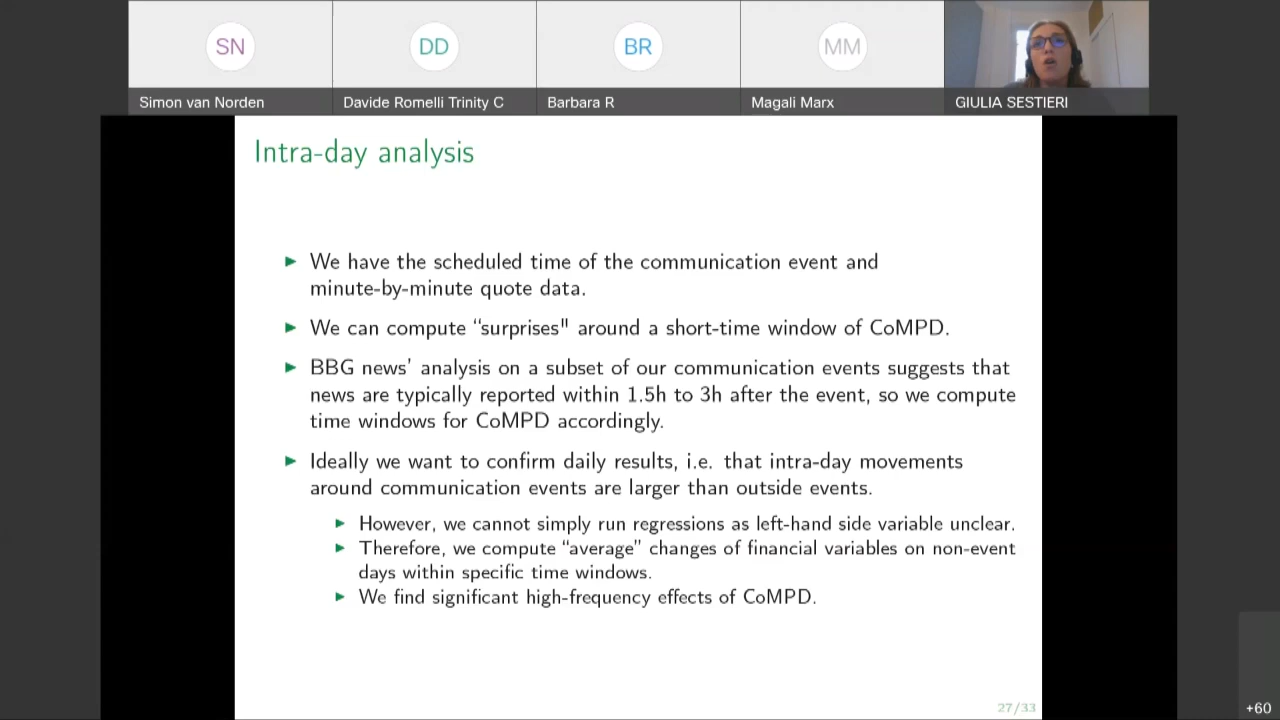 SN
DD
BR
MM
Simon van Norden
Davide Romelli Trinity C
Barbara R
Magali Marx
GIULIA SESTIERI
Intra-day analysis
We have the scheduled time of the communication event and
minute-by-minute quote data.
We can compute “surprises" around a short-time window of CoMPD.
BBG news’ analysis on a subset of our communication events suggests that
news are typically reported within 1.5h to 3h after the event, so we compute
time windows for CoMPD accordingly.
Ideally we want to confirm daily results, i.e. that intra-day movements
around communication events are larger than outside events.
However, we cannot simply run regressions as left-hand side variable unclear.
Therefore, we compute “average” changes of financial variables on non-event
days within specific time windows.
We find significant high-frequency effects of CoMPD.
27/33
+60